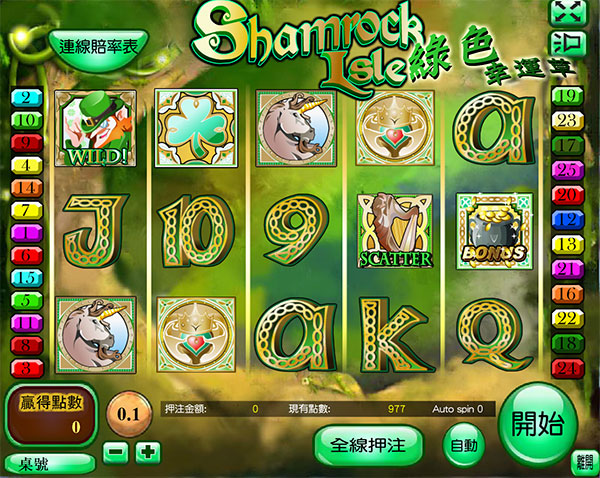 Shamrock
Isle
綠色
幸運草
連線賠率表
2
10
9
4
14
7
1
6
15
5
11
8
3
19
23
17
25
20
12
13
21
16
22
18
24
WILD!
a
J
10
9
SCATTER
BONUS
a
K
Q
贏得點數
0
0.1
押注金額: 0
現有點數: 977
Auto spin 0
全線押注
自動
開始
桌號
離開